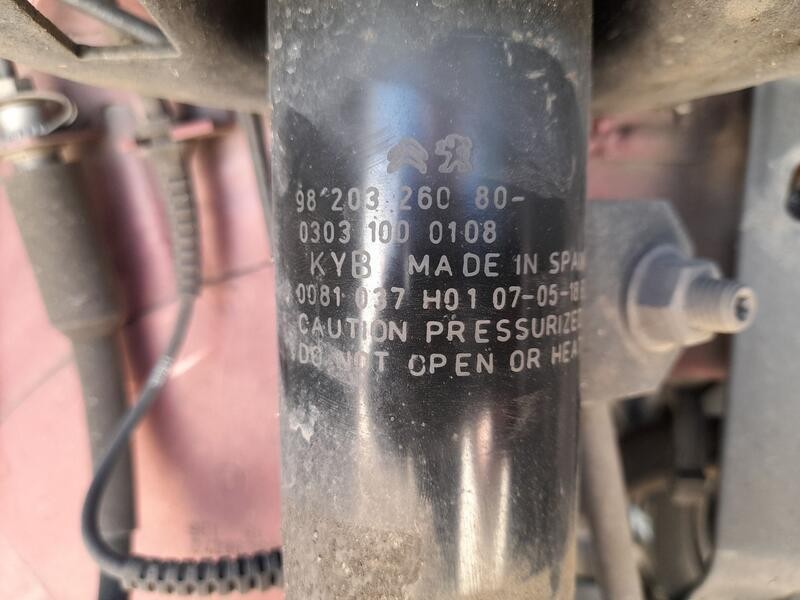 98 203 260 80-
0303 100 0108
KYB MADE IN SPAIN
0081 037 H01 07-05-18
CAUTION PRESSURIZED
DO NOT OPEN OR HEAT